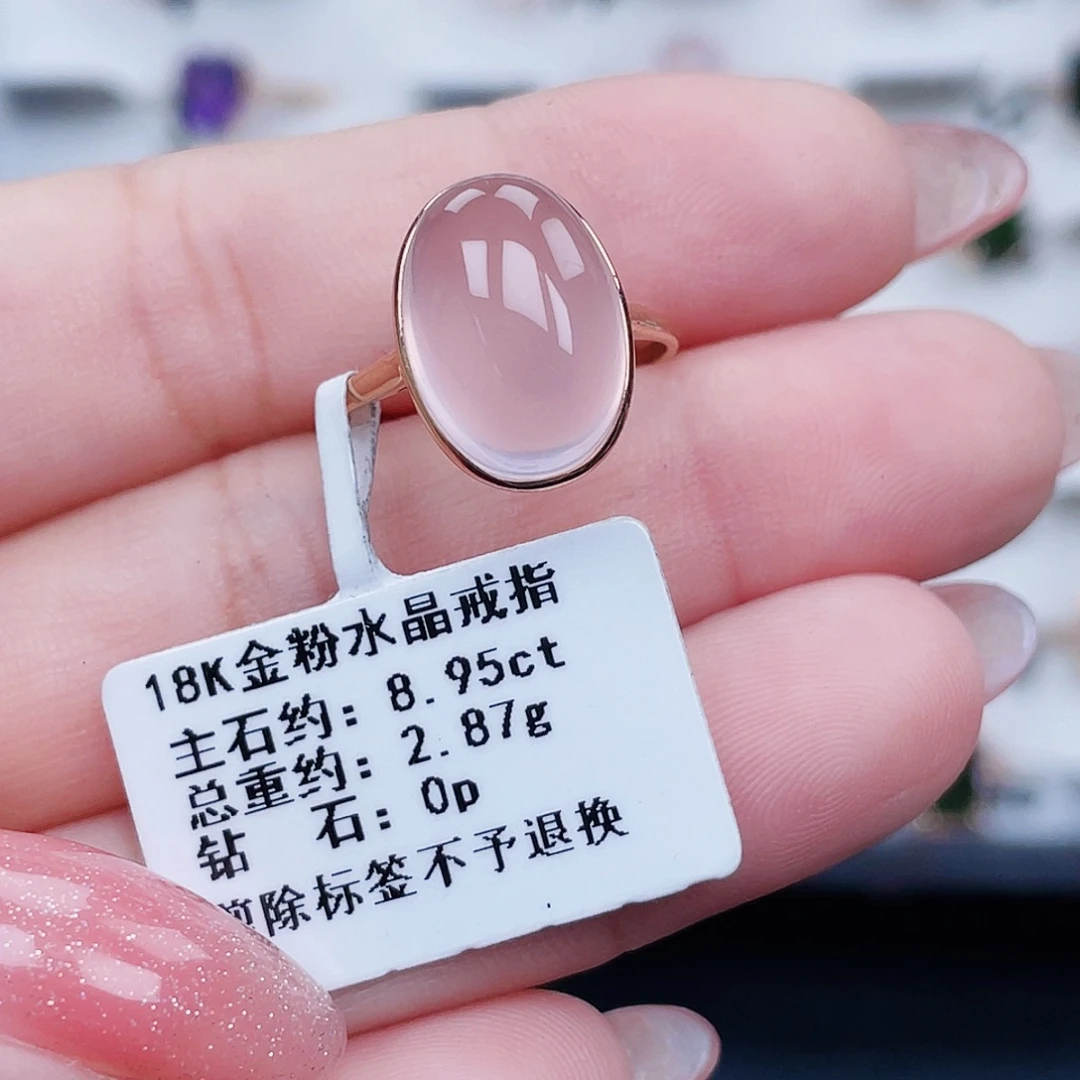 18K金粉水晶戒指
主石约: 8.95ct
总重约: 2.87g
钻 石: 0p
剪除标签不予退换